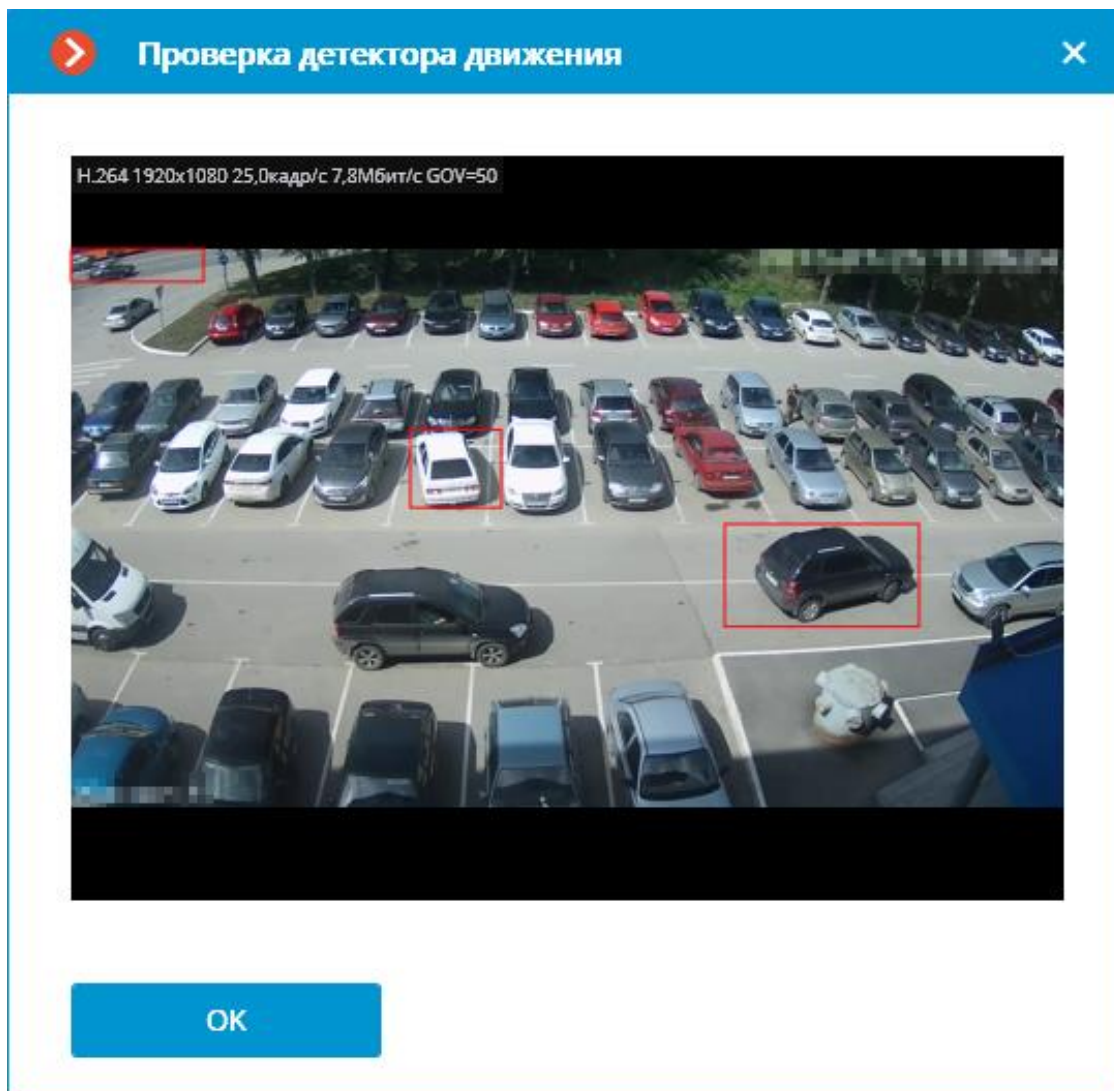 Проверка детектора движения
H.264 1920x1080 25,0кадр/с 7,8Мбит/с GOV=50
OK